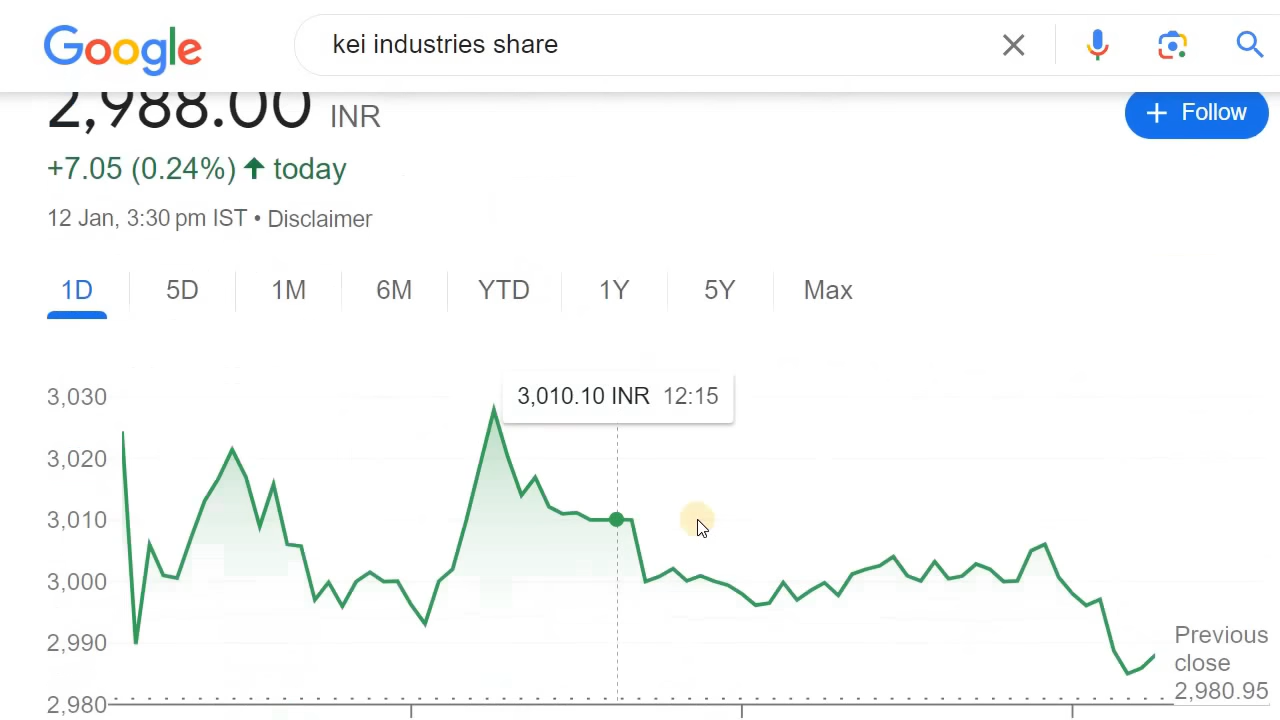 Google
kei industries share
2,988.00 INR
+ Follow
+7.05 (0.24%) ↑ today
12 Jan, 3:30 pm IST • Disclaimer
1D 5D 1M 6M YTD 1Y 5Y Max
3,010.10 INR 12:15
3,030
3,020
3,010
3,000
2,990
2,980
Previous
close
2,980.95